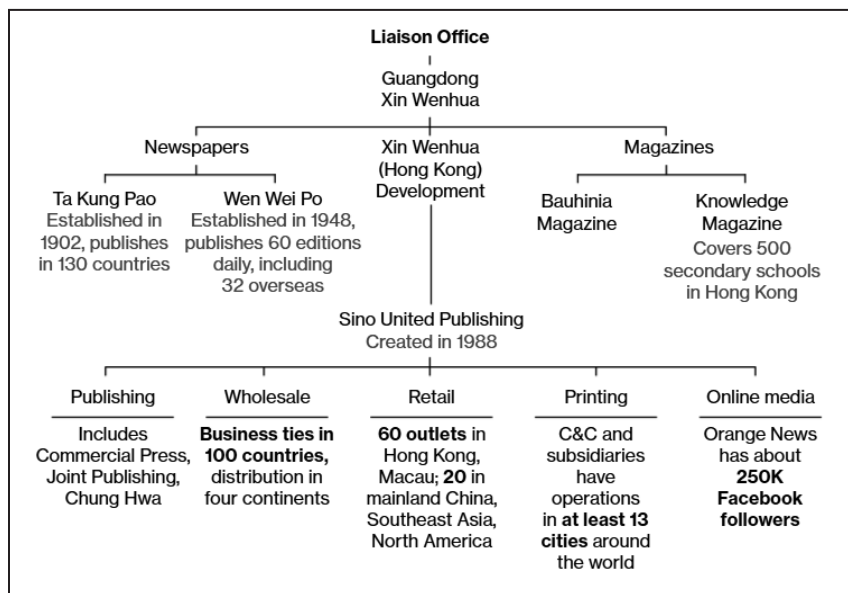 Liaison Office
Guangdong
Xin Wenhua
Newspapers
Ta Kung Pao
Established in
1902, publishes
in 130 countries
Wen Wei Po
Established in 1948,
publishes 60 editions
daily, including
32 overseas
Xin Wenhua
(Hong Kong)
Development
Magazines
Bauhinia
Magazine
Knowledge
Magazine
Covers 500
secondary schools
in Hong Kong
Sino United Publishing
Created in 1988
Publishing
Includes
Commercial Press,
Joint Publishing,
Chung Hwa
Wholesale
Business ties in
100 countries,
distribution in
four continents
Retail
60 outlets in
Hong Kong,
Macau; 20 in
mainland China,
Southeast Asia,
North America
Printing
C&C and
subsidiaries
have
operations
in at least 13
cities around
the world
Online media
Orange News
has about
250K
Facebook
followers